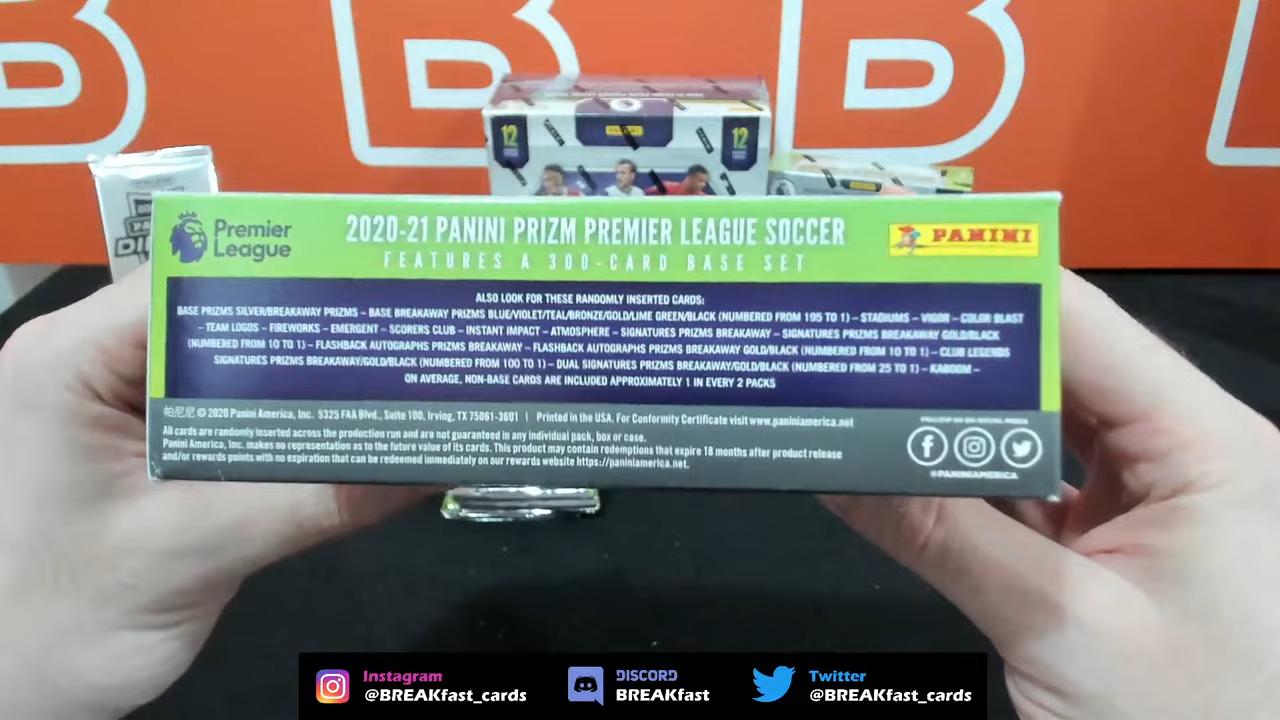 B B B
12
PANINI
12
Premier
League
2020-21 PANINI PRIZM PREMIER LEAGUE SOCCER
FEATURES A 300-CARD BASE SET
PANINI
ALSO LOOK FOR THESE RANDOMLY INSERTED CARDS:
BASE PRIZMS SILVER/BREAKAWAY PRIZMS – BASE BREAKAWAY PRIZMS BLUE/VIOLET/TEAL/BRONZE/GOLD/LIME GREEN/BLACK (NUMBERED FROM 195 TO 1) – STADIUMS – VIGOR – COLOR BLAST
– TEAM LOGOS – FIREWORKS – EMERGENT – SCORERS CLUB – INSTANT IMPACT – ATMOSPHERE – SIGNATURES PRIZMS BREAKAWAY – SIGNATURES PRIZMS BREAKAWAY GOLD/BLACK
(NUMBERED FROM 10 TO 1) – FLASHBACK AUTOGRAPHS PRIZMS BREAKAWAY – FLASHBACK AUTOGRAPHS PRIZMS BREAKAWAY GOLD/BLACK (NUMBERED FROM 10 TO 1) – CLUB LEGENDS
SIGNATURES PRIZMS BREAKAWAY/GOLD/BLACK (NUMBERED FROM 100 TO 1) – DUAL SIGNATURES PRIZMS BREAKAWAY/GOLD/BLACK (NUMBERED FROM 25 TO 1) – KABOOM –
ON AVERAGE, NON-BASE CARDS ARE INCLUDED APPROXIMATELY 1 IN EVERY 2 PACKS
帕尼尼 © 2020 Panini America, Inc. 5325 FAA Blvd., Suite 100, Irving, TX 75061-3601 | Printed in the USA. For Conformity Certificate visit www.paniniamerica.net
All cards are randomly inserted across the production run and are not guaranteed in any individual pack, box or case.
Panini America, Inc. makes no representation as to the future value of its cards. This product may contain redemptions that expire 18 months after product release
and/or rewards points with no expiration that can be redeemed immediately on our rewards website https://paniniamerica.net.
FOLLOW US ON SOCIAL MEDIA
@PANINIAMERICA
Instagram
@BREAKfast_cards
DISCORD
BREAKfast
Twitter
@BREAKfast_cards